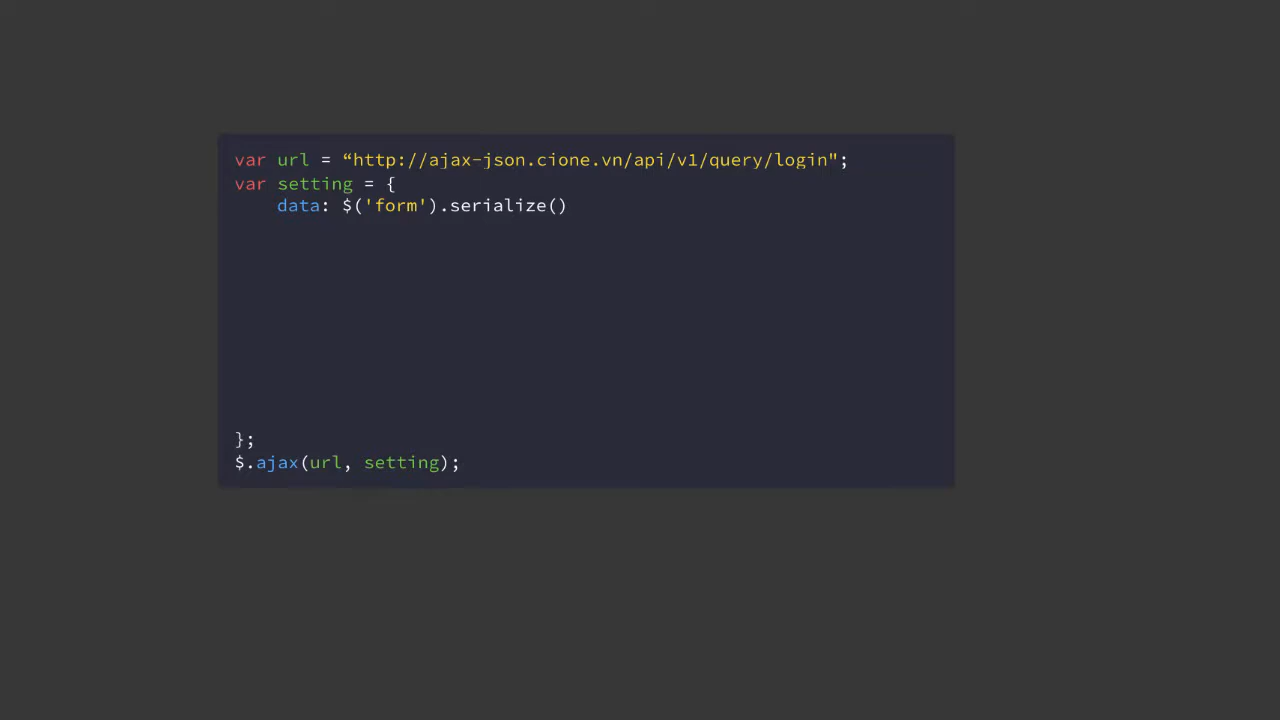 var url = “http://ajax-json.cione.vn/api/v1/query/login";
var setting = {
    data: $('form').serialize()
};
$.ajax(url, setting);